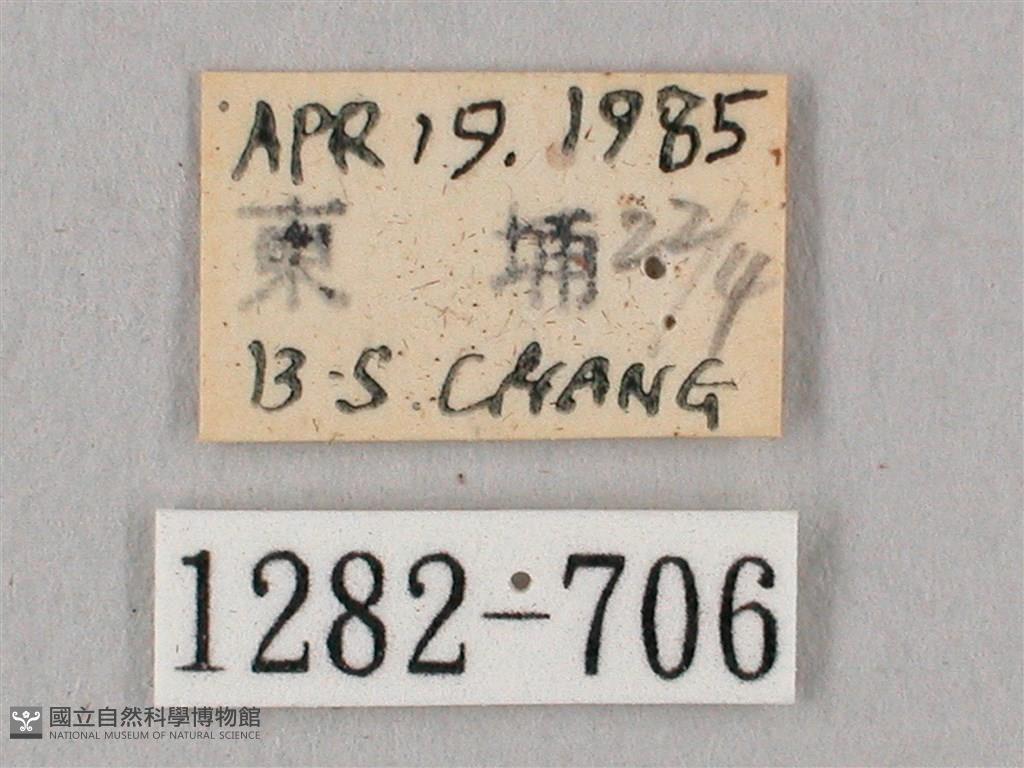 APR 19. 1985
東 埔 22/4
B-S. CHANG
1282-706
國立自然科學博物館
NATIONAL MUSEUM OF NATURAL SCIENCE